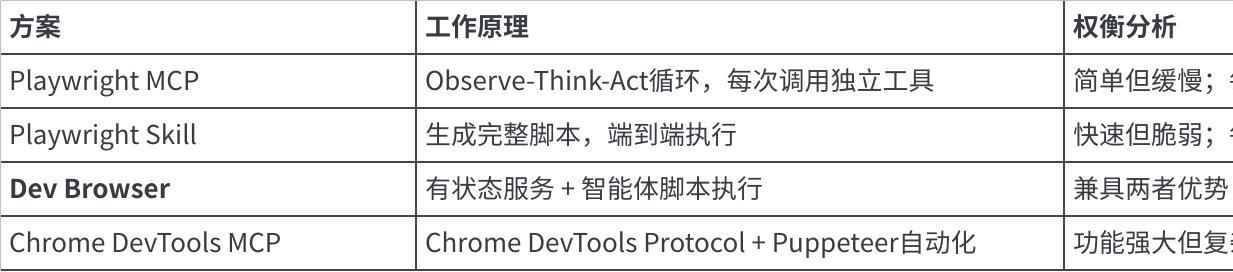 方案 工作原理 权衡分析
Playwright MCP Observe-Think-Act循环，每次调用独立工具 简单但缓慢；
Playwright Skill 生成完整脚本，端到端执行 快速但脆弱；
Dev Browser 有状态服务 + 智能体脚本执行 兼具两者优势
Chrome DevTools MCP Chrome DevTools Protocol + Puppeteer自动化 功能强大但复